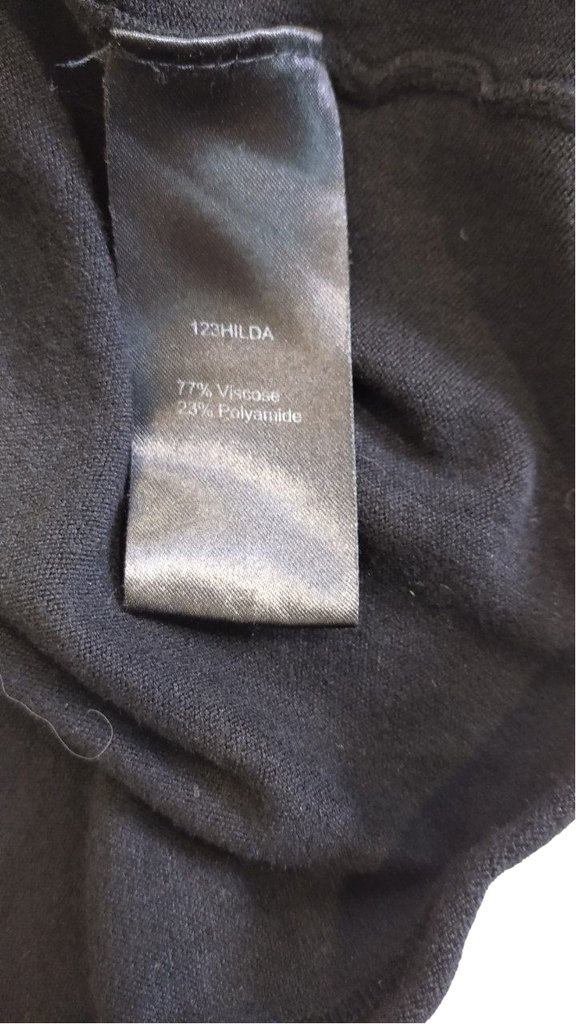 123HILDA
77% Viscose
23% Polyamide